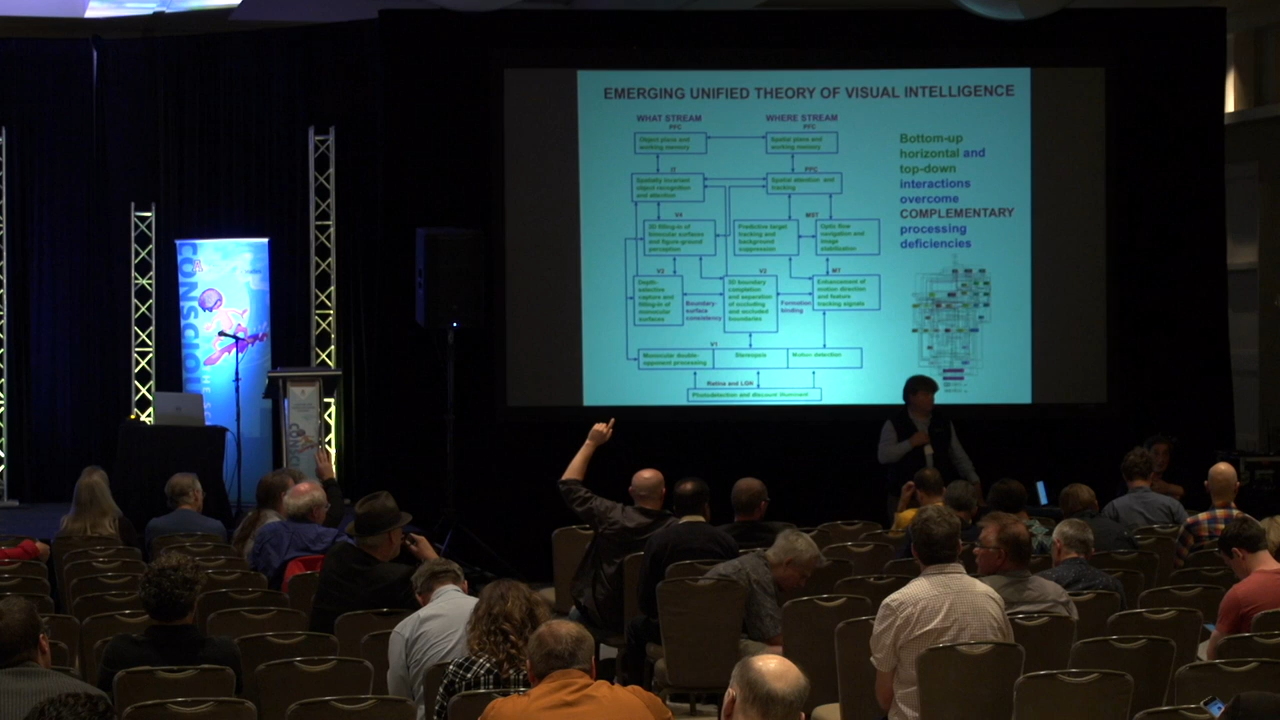 EMERGING UNIFIED THEORY OF VISUAL INTELLIGENCE
WHAT STREAM
WHERE STREAM
PFC
PFC
Object plans and
working memory
Spatial plans and
working memory
IT
PPC
Spatially invariant
object recognition
and attention
Spatial attention and
tracking
V4
MST
3D filling-in of
binocular surfaces
and figure-ground
perception
Predictive target
tracking and
background
suppression
Optic flow
navigation and
image
stabilization
V2
V2
MT
Depth-
selective
capture and
filling-in of
monocular
surfaces
Boundary-
surface
consistency
3D boundary
completion
and separation
of occluding
and occluded
boundaries
Formotion
binding
Enhancement of
motion direction
and feature
tracking signals
V1
Monocular double-
opponent processing
Stereopsis
Motion detection
Retina and LGN
Photodetection and discount illuminant
Bottom-up
horizontal and
top-down
interactions
overcome
COMPLEMENTARY
processing
deficiencies
CONSCIOU
THE SC